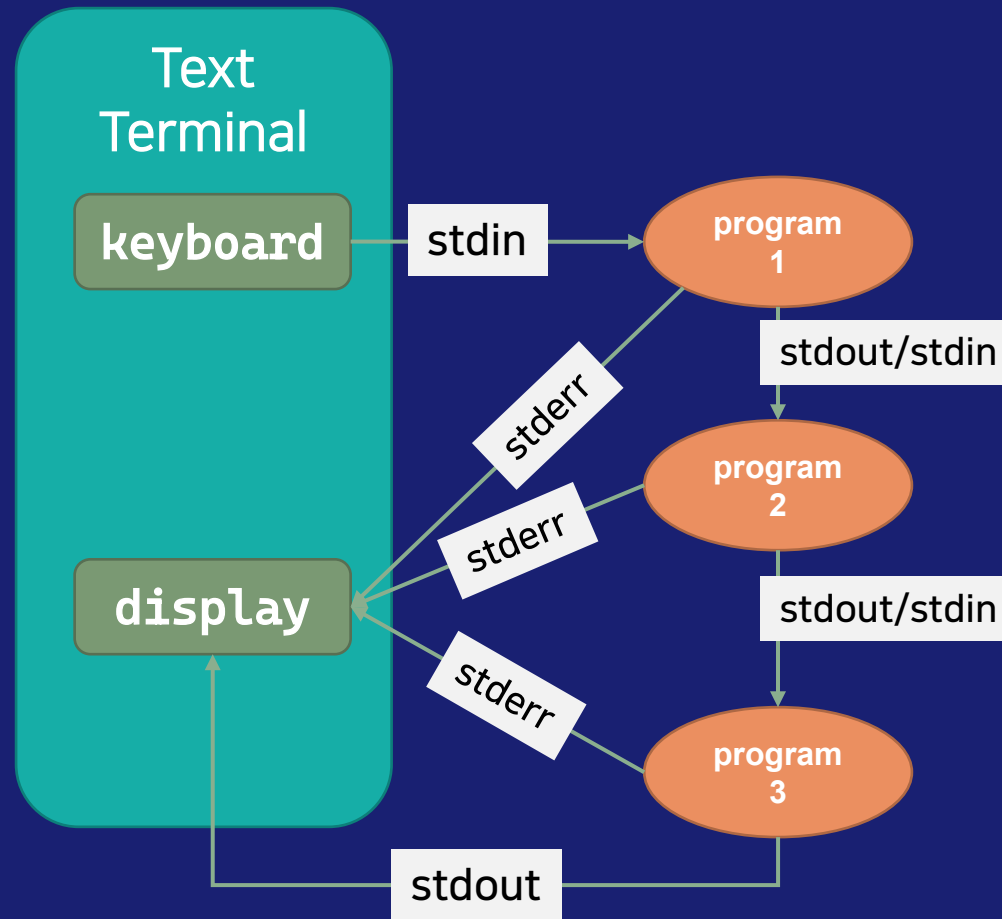 Text
Terminal
keyboard
stdin
program
1
stdout/stdin
stderr
program
2
stderr
display
stdout/stdin
stderr
program
3
stdout